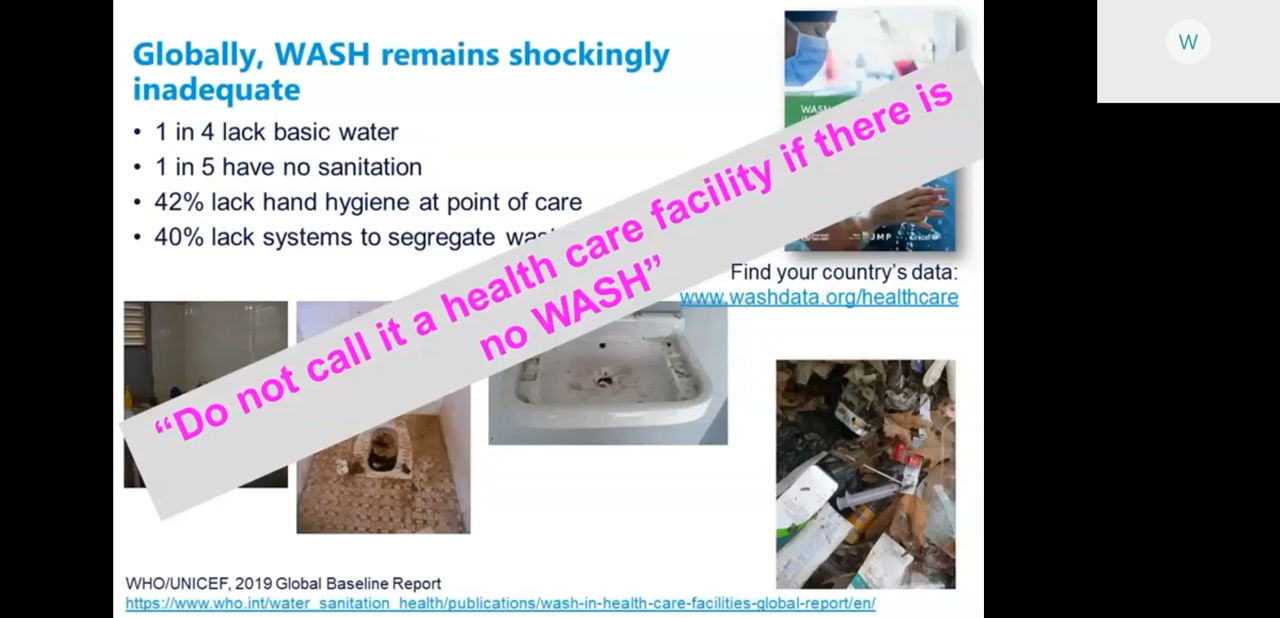 Globally, WASH remains shockingly
inadequate
• 1 in 4 lack basic water
• 1 in 5 have no sanitation
• 42% lack hand hygiene at point of care
• 40% lack systems to segregate
“Do not call it a health care facility if there is
no WASH”
WASH
JMP
unicef
Find your country’s data:
www.washdata.org/healthcare
WHO/UNICEF, 2019 Global Baseline Report
https://www.who.int/water_sanitation_health/publications/wash-in-health-care-facilities-global-report/en/
W